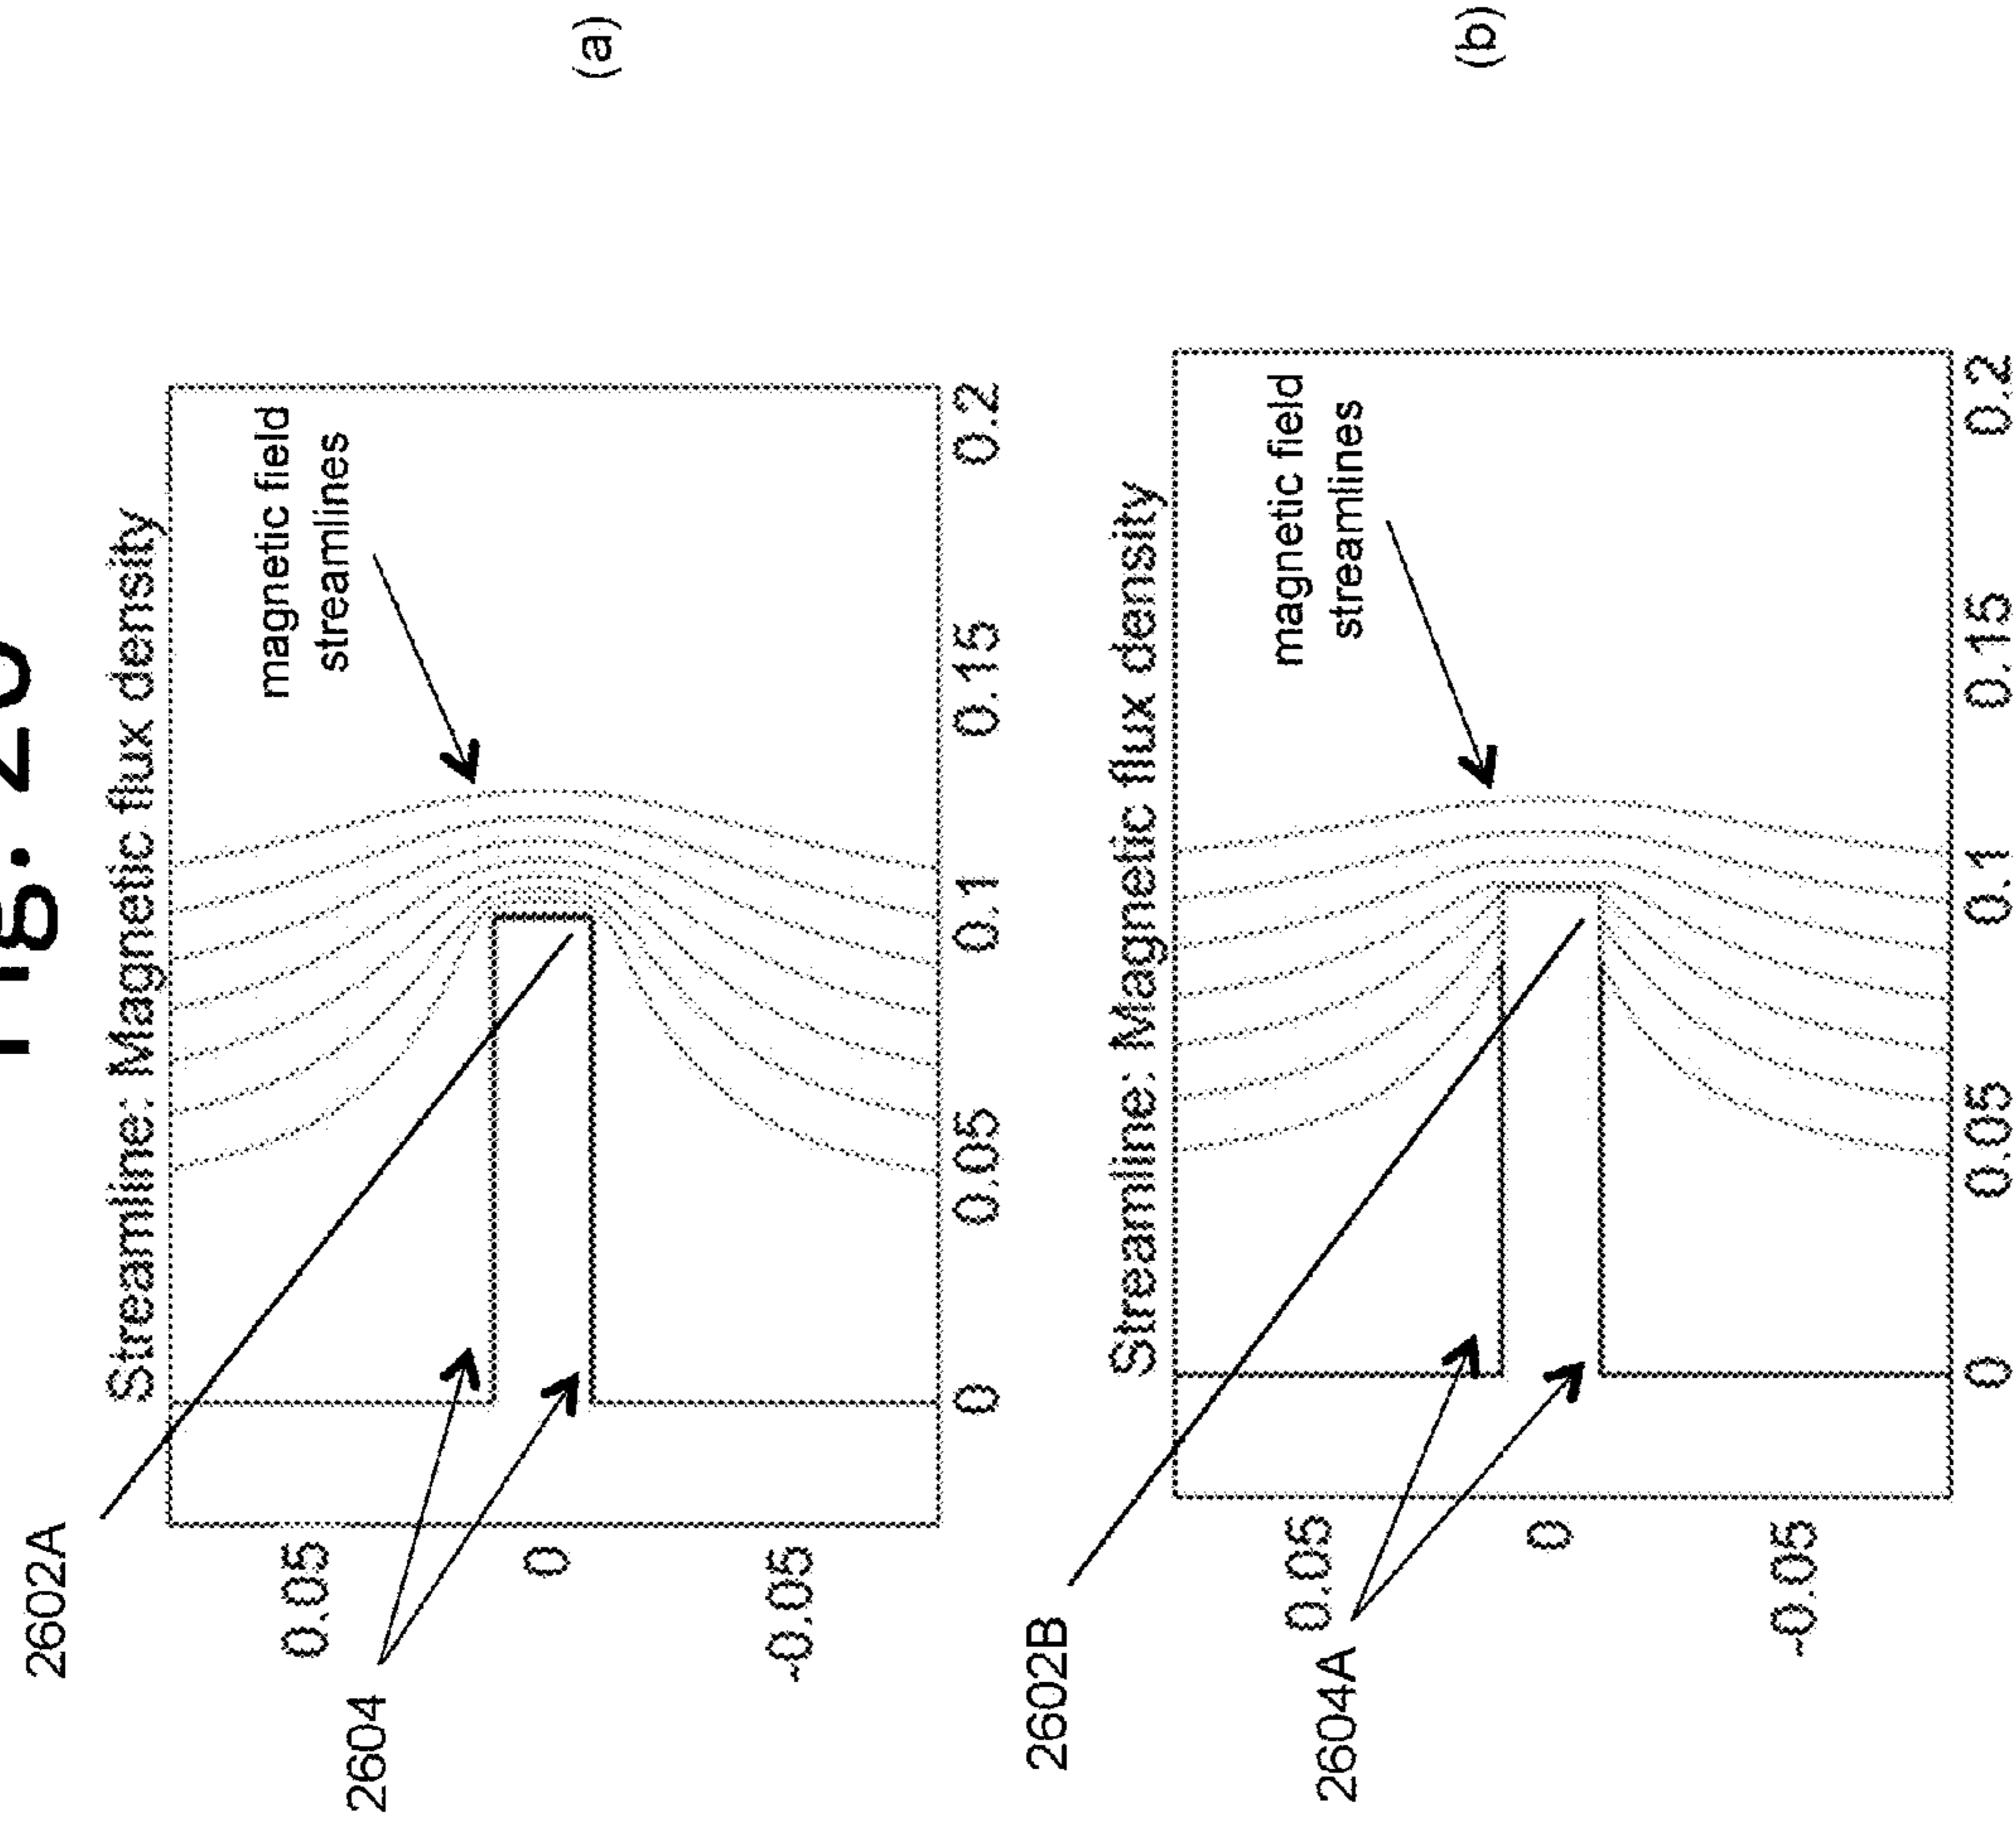 Fig. 26
2602A
Streamline: Magnetic flux density
magnetic field
streamlines
0.05
2604
0
(a)
-0.05
0
0.05
0.1
0.15
0.2
2602B
Streamline: Magnetic flux density
magnetic field
streamlines
0.05
2604A
0
(b)
-0.05
0
0.05
0.1
0.15
0.2